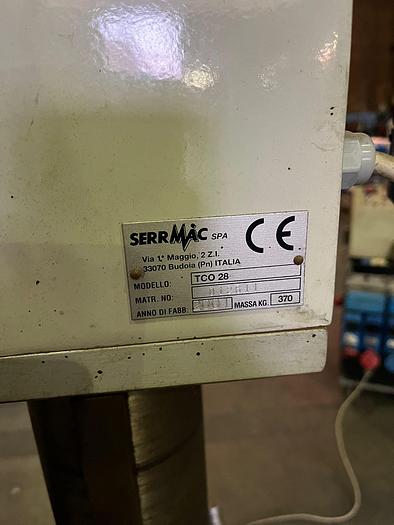 SERRMAC SPA CE
Via 1° Maggio, 2 Z.I.
33070 Budoia (Pn) ITALIA
MODELLO: TCO 28
MATR. NO:
ANNO DI FABB: MASSA KG 370